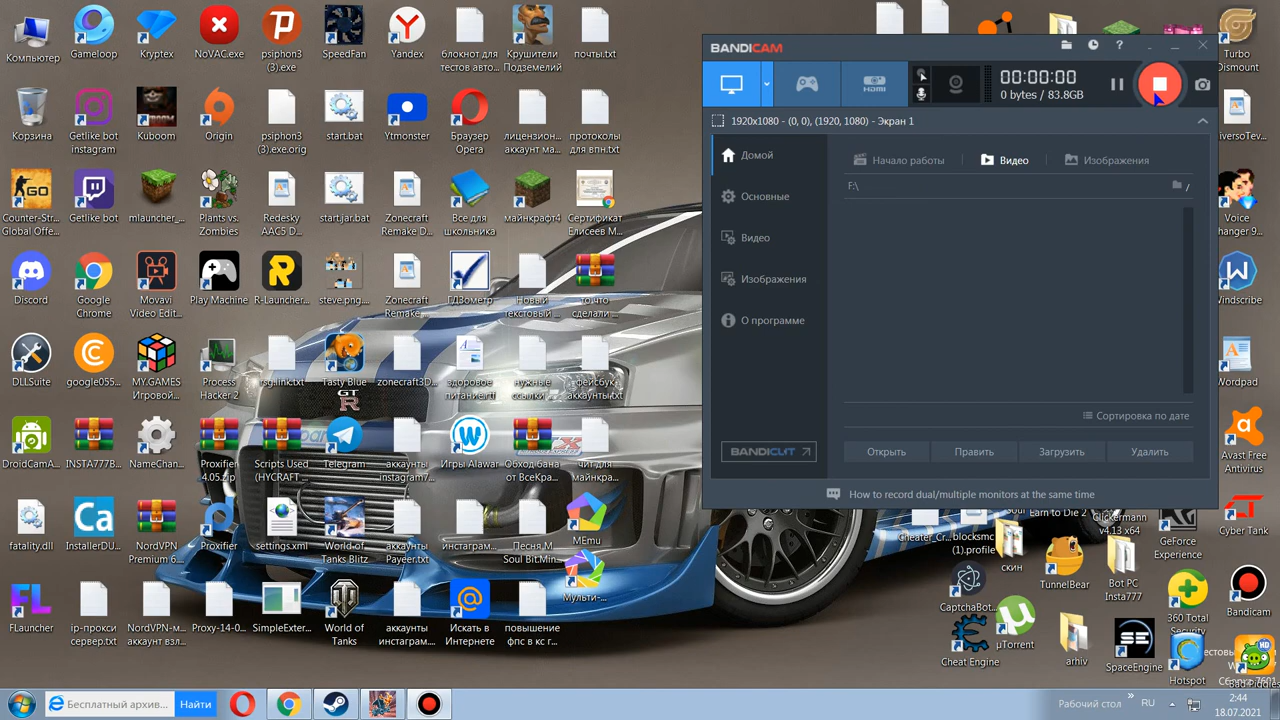 Компьютер
Gameloop
Kryptex
NoVAC.exe
psiphon3
(3).exe
SpeedFan
Yandex
блокнот для
тестов авто...
Крушители
Подземелий
почты.txt
Корзина
Getlike bot
instagram
Kuboom
Origin
psiphon3
(3).exe.orig
start.bat
Ytmonster
Браузер
Opera
лицензион...
аккаунт ма...
протоколы
для впн.txt
Counter-Str...
Global Offe...
Getlike bot
mlauncher_...
Plants vs.
Zombies
Redesky
AAC5 D...
start.jar.bat
Zonecraft
Remake D...
Все для
школьника
майнкрафт4
Сертификат
Елисеев М...
Discord
Google
Chrome
Movavi
Video Edit...
Play Machine
R-Launcher...
steve.png....
Zonecraft
Remake...
ГДЗометр
Новый
текстовый ...
то что
сделали ...
DLLSuite
google055...
MY.GAMES
Игровой...
Process
Hacker 2
rsg.link.txt
Tasty Blue
zonecraft3D...
здоровое
питание.rtf
нужные
ссылки ...
фейсбук
аккаунты.txt
DroidCamA...
INSTA777B...
NameChan...
Proxifier
4.05.zip
Scripts Used
(HYCRAFT ...
Telegram
аккаунты
instagram7...
Игры Alawar
Обход бана
от ВсеКра...
чит для
майнкра...
fatality.dll
InstallerDU...
NordVPN
Premium 6...
Proxifier
settings.xml
World of
Tanks Blitz
аккаунты
Payeer.txt
инстаграм...
Песня M
Soul Bit.Min...
MEmu
Мульти-...
FLauncher
ip-прокси
сервер.txt
NordVPN-м...
аккаунт взл...
Proxy-14-0...
SimpleExter...
World of
Tanks
аккаунты
инстаграм....
Искать в
Интернете
повышение
фпс в кс г...
GT
R
BANDICAM
00:00:00
0 bytes / 83.8GB
HDMI
1920x1080 - (0, 0), (1920, 1080) - Экран 1
Домой
Основные
Видео
Изображения
О программе
Начало работы
Видео
Изображения
F:\
Сортировка по дате
BANDICUT
Открыть
Править
Загрузить
Удалить
How to record dual/multiple monitors at the same time
Turbo
Dismount
Voice
Windscribe
Wordpad
Avast Free
Antivirus
Earn to Die 2
Clickermann
v4.13 x64
Cyber Tank
Cheater_Cr...
blocksmc
(1).profile
скин
TunnelBear
Bot PC
Insta777
GeForce
Experience
CaptchaBot...
µTorrent
360 Total
Security
Bandicam
Cheat Engine
arhiv
SpaceEngine
Hotspot
Бесплатный архив...
Найти
Рабочий стол
RU
2:44
18.07.2021